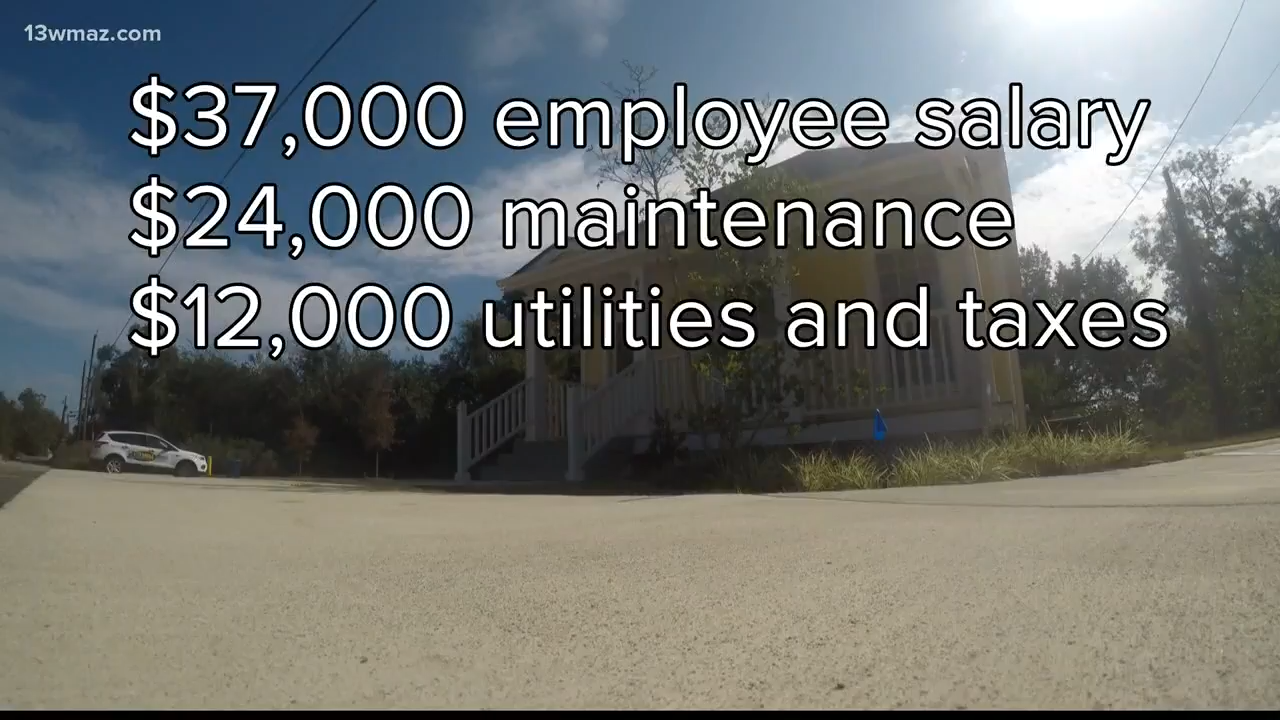 13wmaz.com
$37,000 employee salary
$24,000 maintenance
$12,000 utilities and taxes